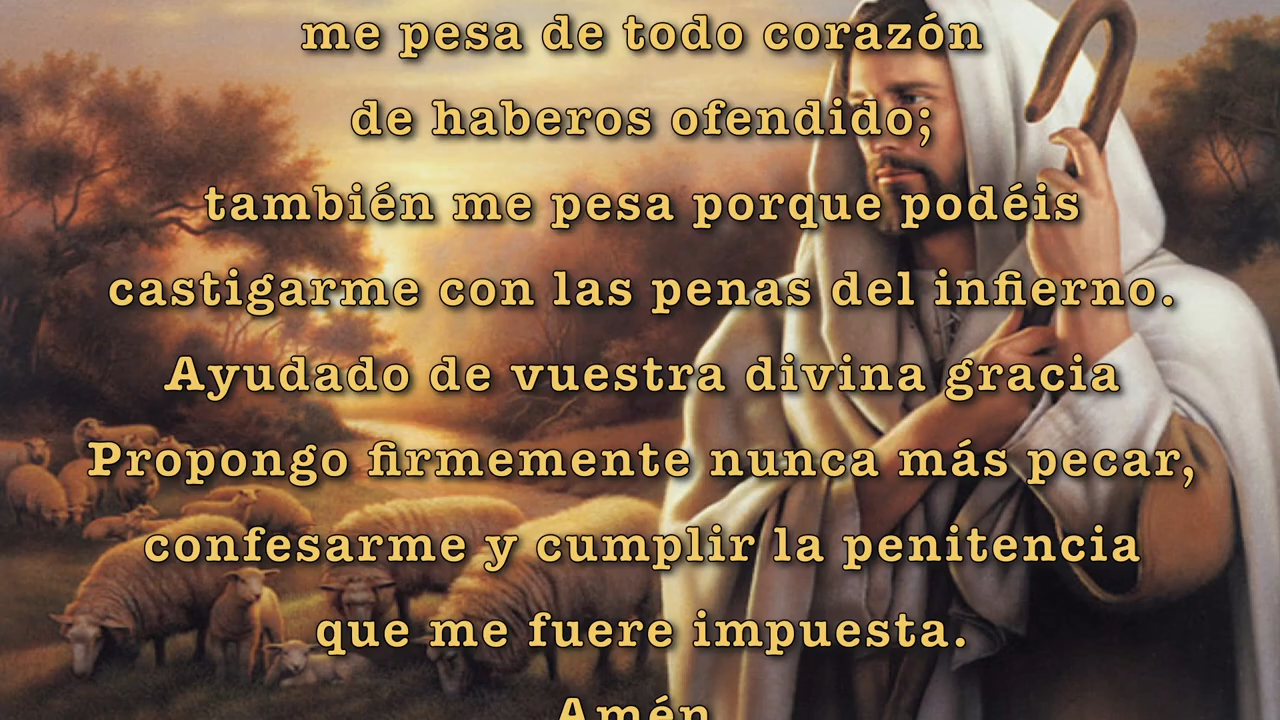 me pesa de todo corazón
de haberos ofendido;
también me pesa porque podéis
castigarme con las penas del infierno.
Ayudado de vuestra divina gracia
Propongo firmemente nunca más pecar,
confesarme y cumplir la penitencia
que me fuere impuesta.
Amén